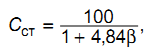 Cст = 100 / (1 + 4,84β),